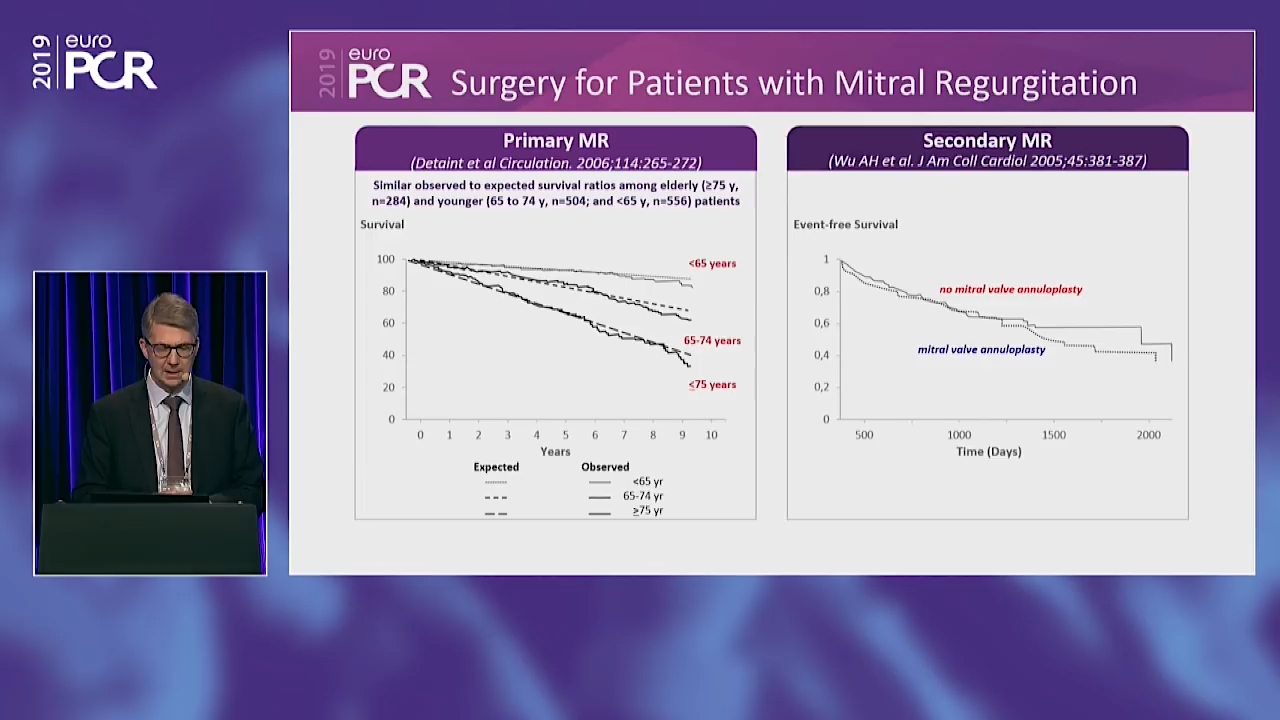 2019
euro
PCR
2019
euro
PCR
Surgery for Patients with Mitral Regurgitation
Primary MR
(Detaint et al Circulation. 2006;114:265-272)
Similar observed to expected survival ratios among elderly (≥75 y,
n=284) and younger (65 to 74 y, n=504; and <65 y, n=556) patients
Survival
100
80
60
40
20
0
<65 years
65-74 years
≤75 years
0 1 2 3 4 5 6 7 8 9 10
Years
Expected Observed
<65 yr
65-74 yr
≥75 yr
Secondary MR
(Wu AH et al. J Am Coll Cardiol 2005;45:381-387)
Event-free Survival
1
0,8
0,6
0,4
0,2
0
no mitral valve annuloplasty
mitral valve annuloplasty
500 1000 1500 2000
Time (Days)